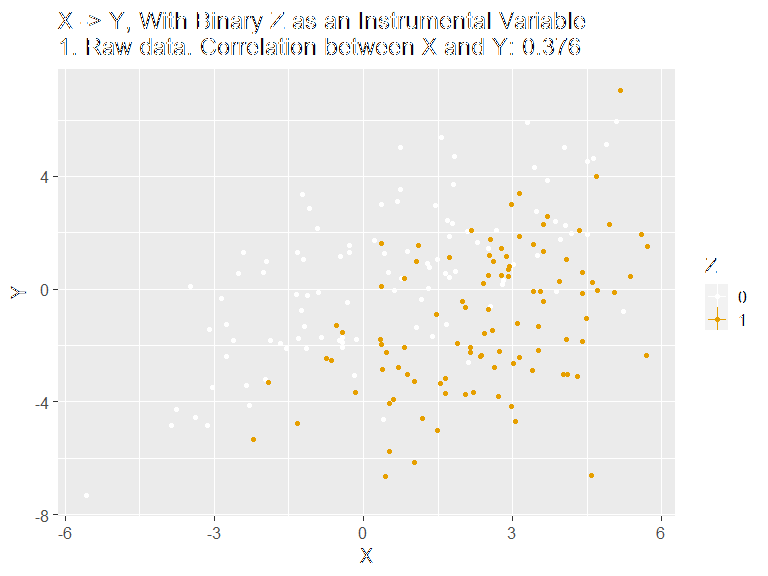 X -> Y, With Binary Z as an Instrumental Variable
1. Raw data. Correlation between X and Y: 0.376
Y
4
0
-4
-8
-6
-3
0
3
6
X
Z
0
1